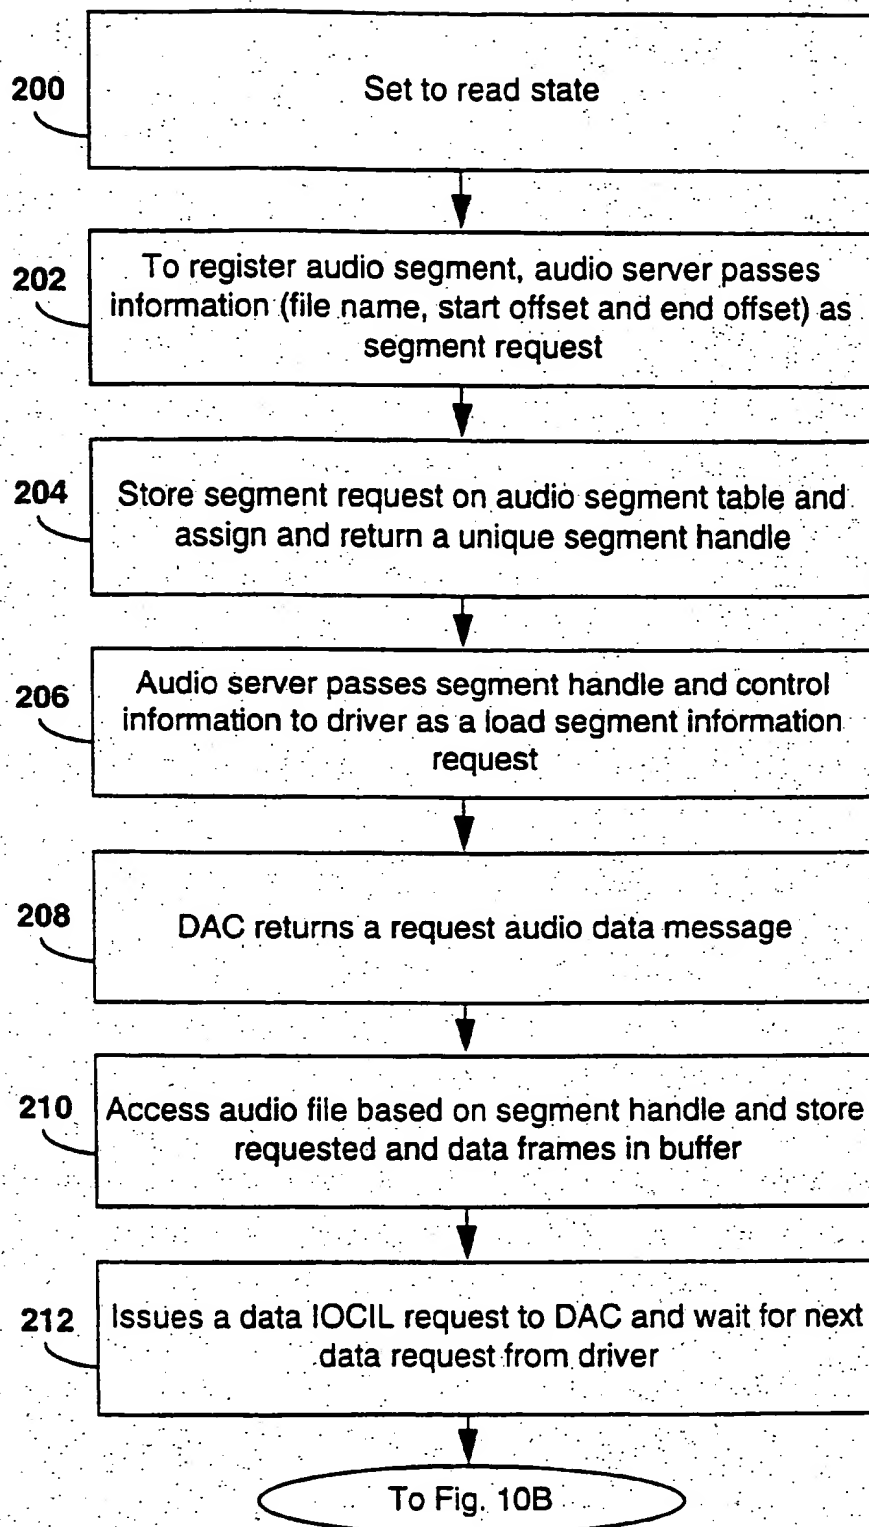 200
Set to read state
202
To register audio segment, audio server passes
information (file name, start offset and end offset) as
segment request
204
Store segment request on audio segment table and
assign and return a unique segment handle
206
Audio server passes segment handle and control
information to driver as a load segment information
request
208
DAC returns a request audio data message
210
Access audio file based on segment handle and store
requested and data frames in buffer
212
Issues a data IOCIL request to DAC and wait for next
data request from driver
To Fig. 10B